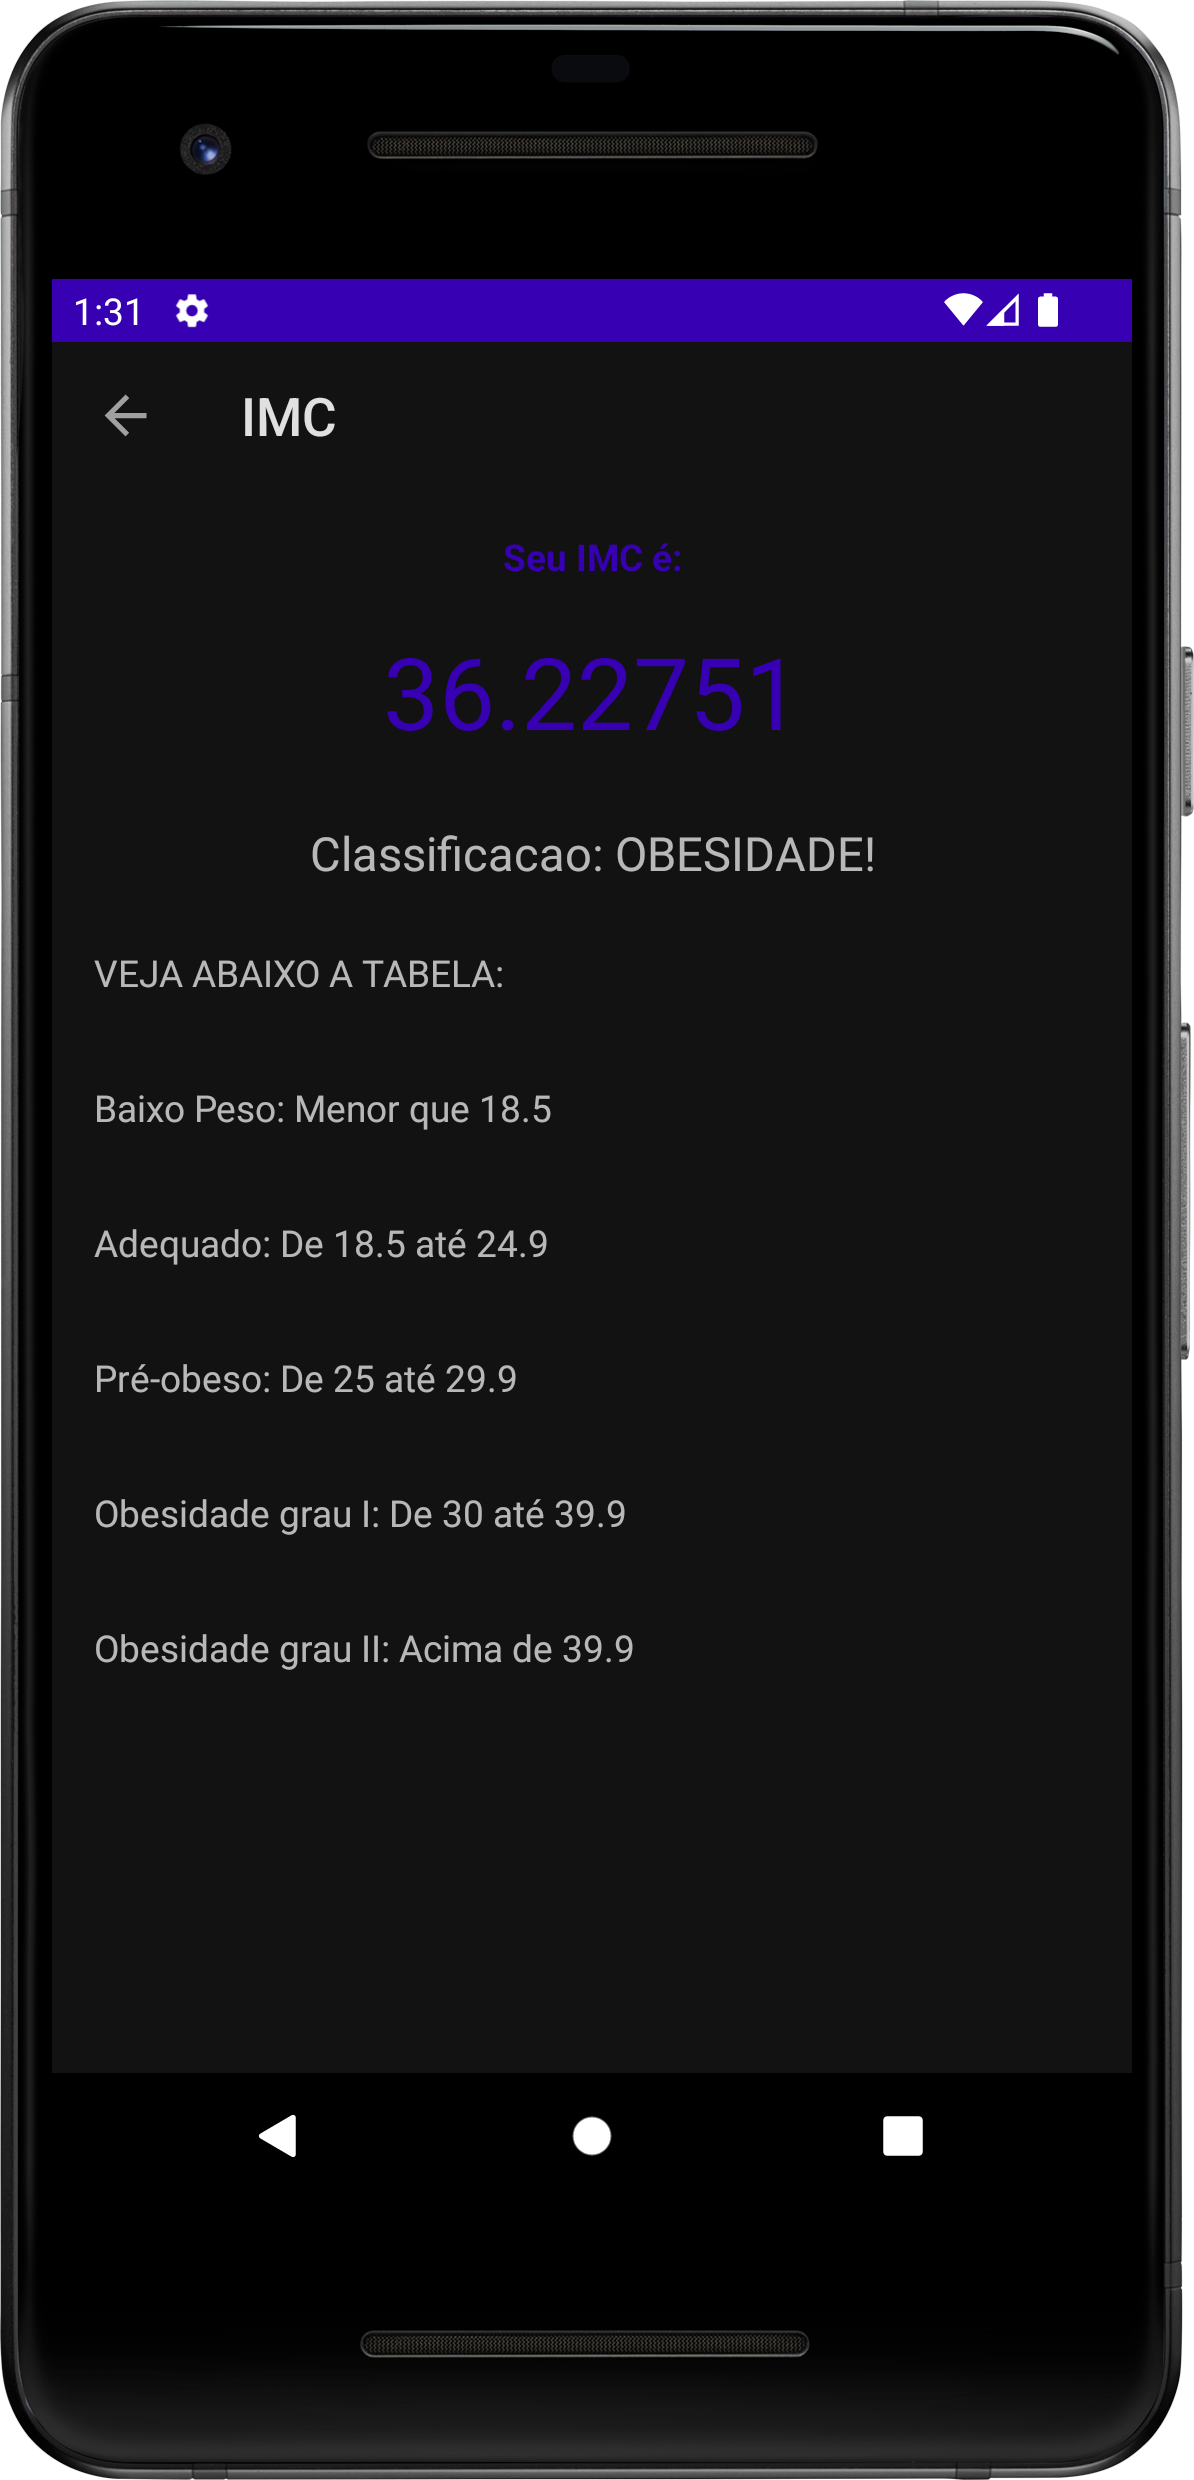 1:31
IMC
Seu IMC é:
36.22751
Classificacao: OBESIDADE!
VEJA ABAIXO A TABELA:
Baixo Peso: Menor que 18.5
Adequado: De 18.5 até 24.9
Pré-obeso: De 25 até 29.9
Obesidade grau I: De 30 até 39.9
Obesidade grau II: Acima de 39.9